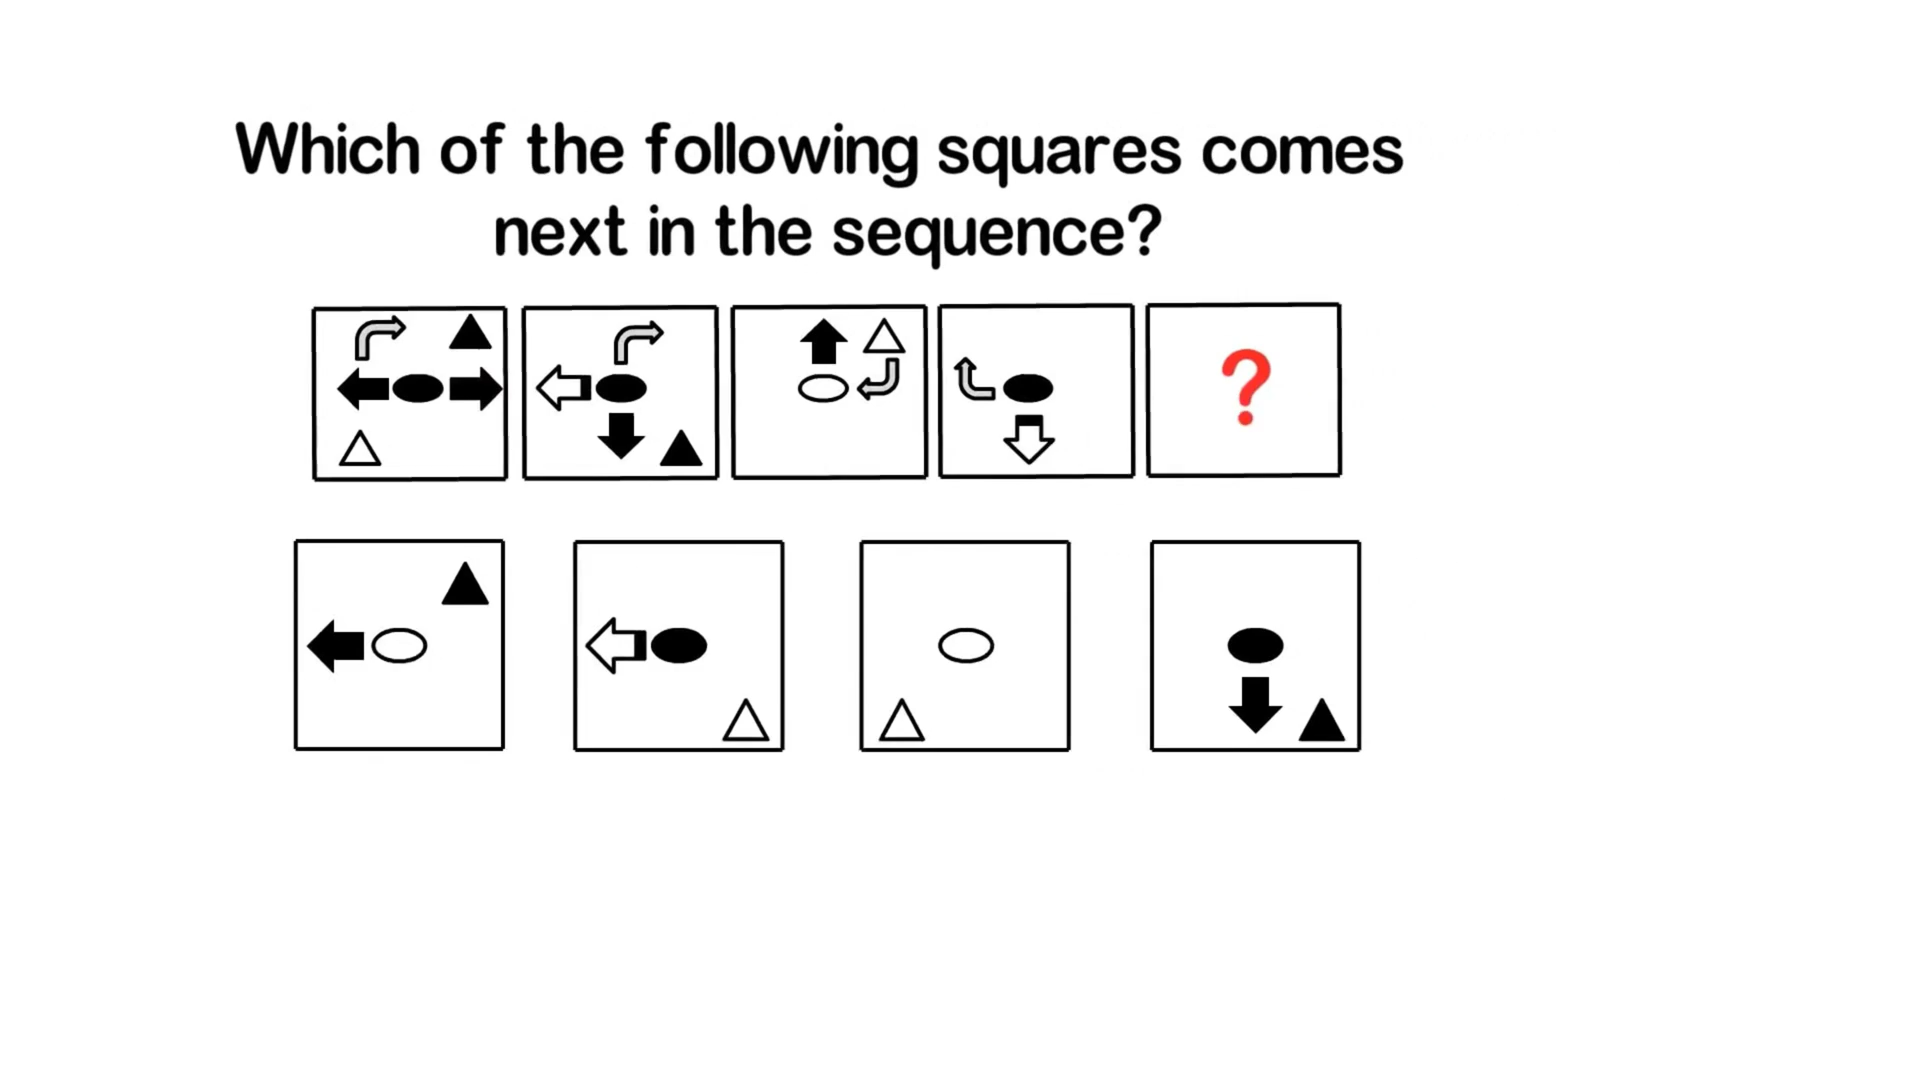 Which of the following squares comes
next in the sequence?
?